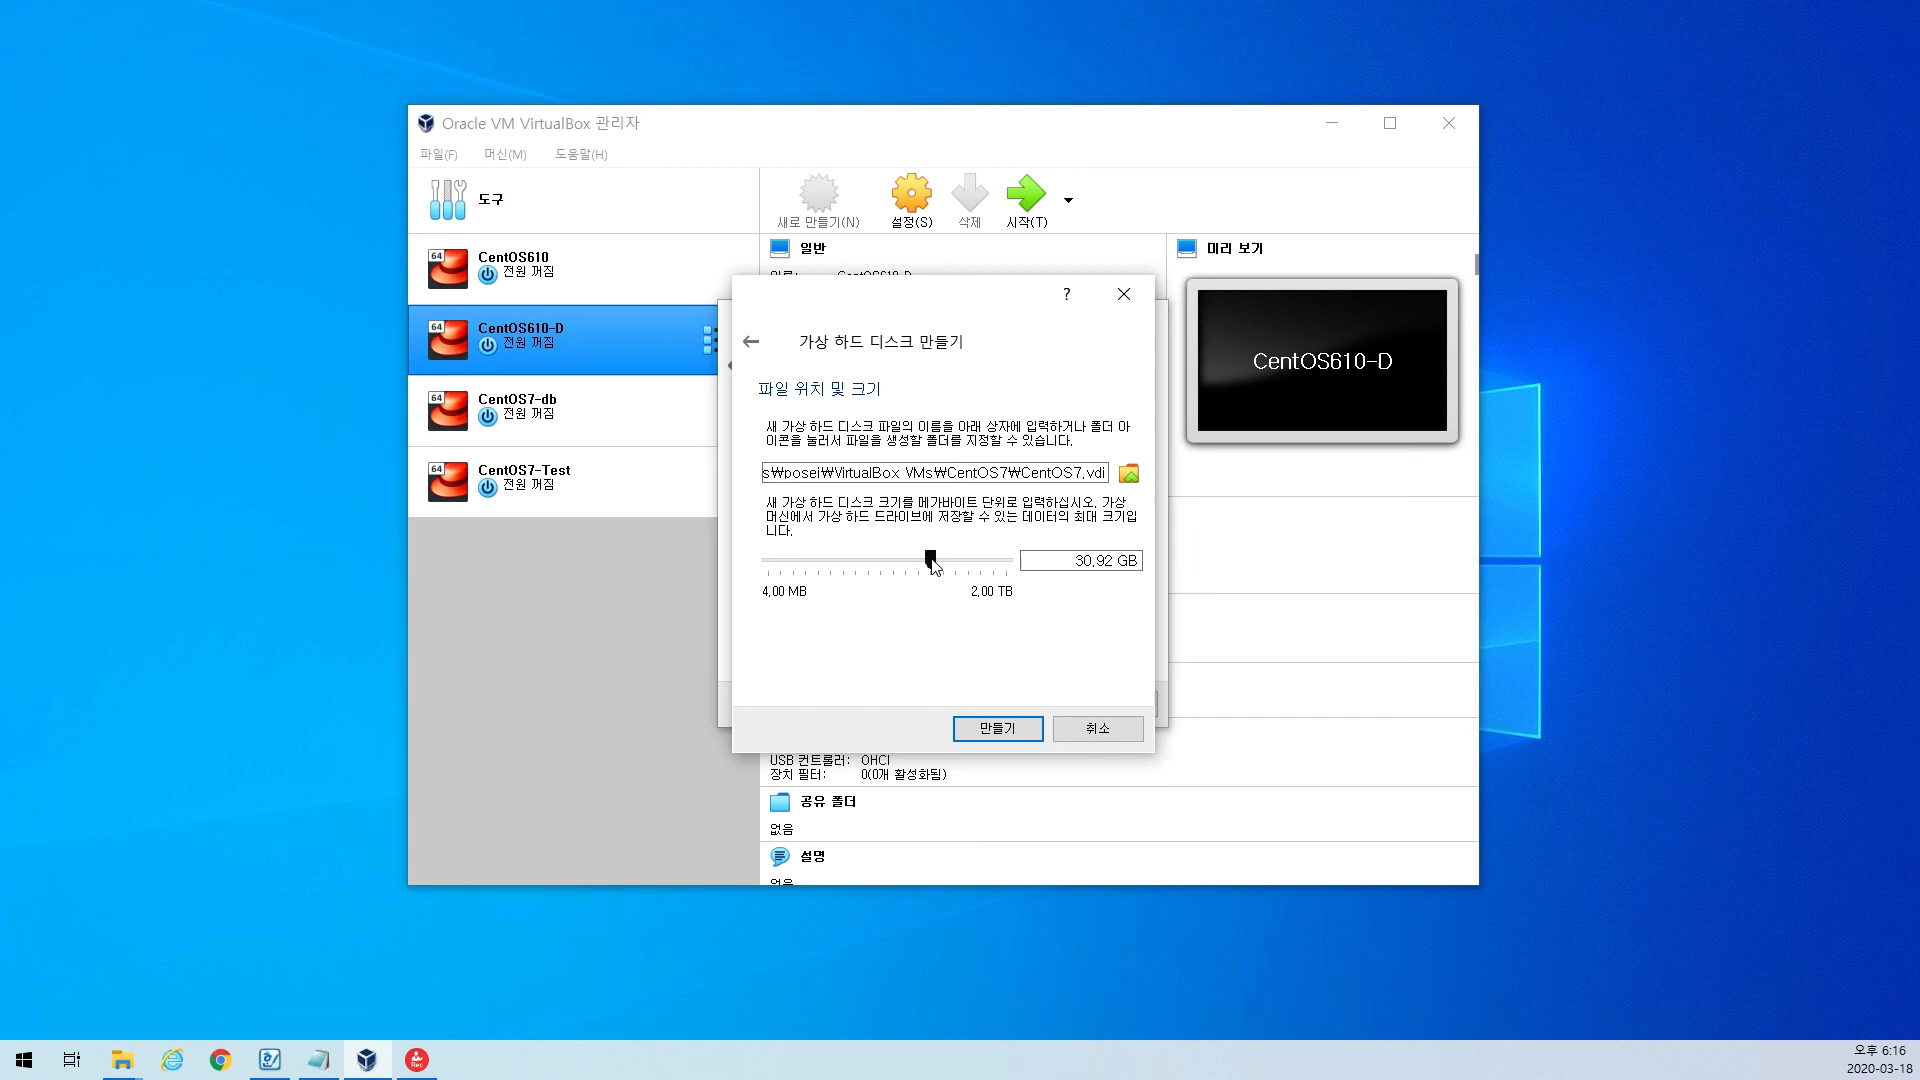 Oracle VM VirtualBox 관리자
파일(F) 머신(M) 도움말(H)
도구
새로 만들기(N) 설정(S) 삭제 시작(T)
CentOS610
전원 꺼짐
CentOS610-D
전원 꺼짐
CentOS7-db
전원 꺼짐
CentOS7-Test
전원 꺼짐
일반
미리 보기
CentOS610-D
?
가상 하드 디스크 만들기
파일 위치 및 크기
새 가상 하드 디스크 파일의 이름을 아래 상자에 입력하거나 폴더 아
이콘을 눌러서 파일을 생성할 폴더를 지정할 수 있습니다.
s₩posei₩VirtualBox VMs₩CentOS7₩CentOS7.vdi
새 가상 하드 디스크 크기를 메가바이트 단위로 입력하십시오. 가상
머신에서 가상 하드 드라이브에 저장할 수 있는 데이터의 최대 크기입
니다.
30.92 GB
4.00 MB 2.00 TB
만들기 취소
USB 컨트롤러: OHCI
장치 필터: 0(0개 활성화됨)
공유 폴더
없음
설명
오후 6:16
2020-03-18